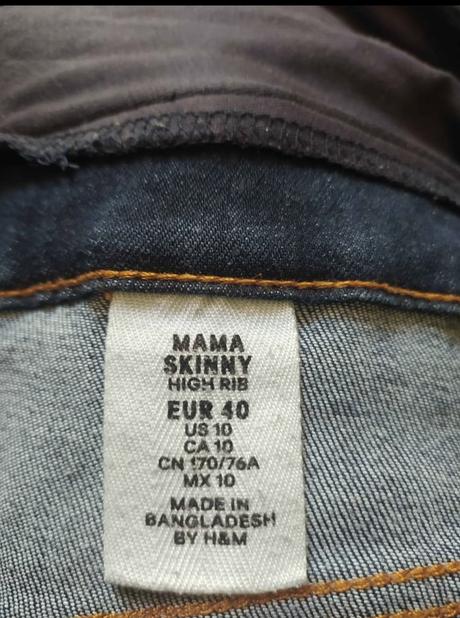 MAMA
SKINNY
HIGH RIB
EUR 40
US 10
CA 10
CN 170/76A
MX 10
MADE IN
BANGLADESH
BY H&M